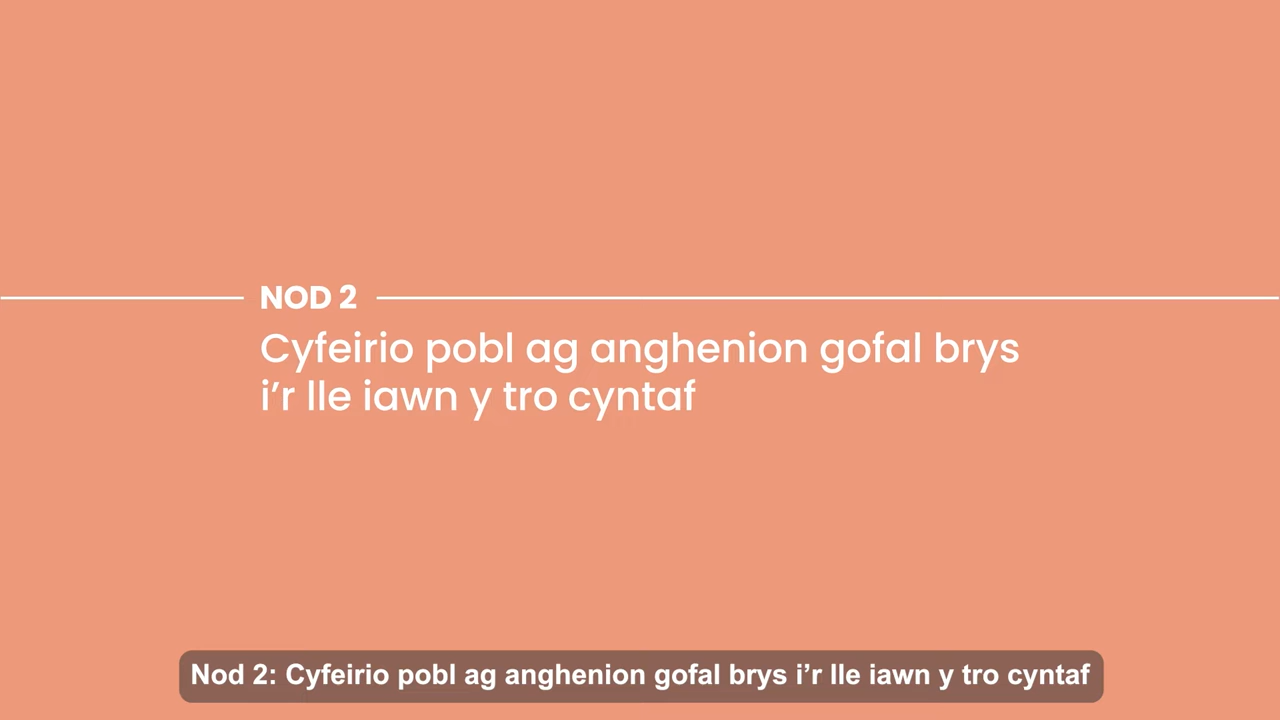 NOD 2
Cyfeirio pobl ag anghenion gofal brys
i’r lle iawn y tro cyntaf
Nod 2: Cyfeirio pobl ag anghenion gofal brys i’r lle iawn y tro cyntaf